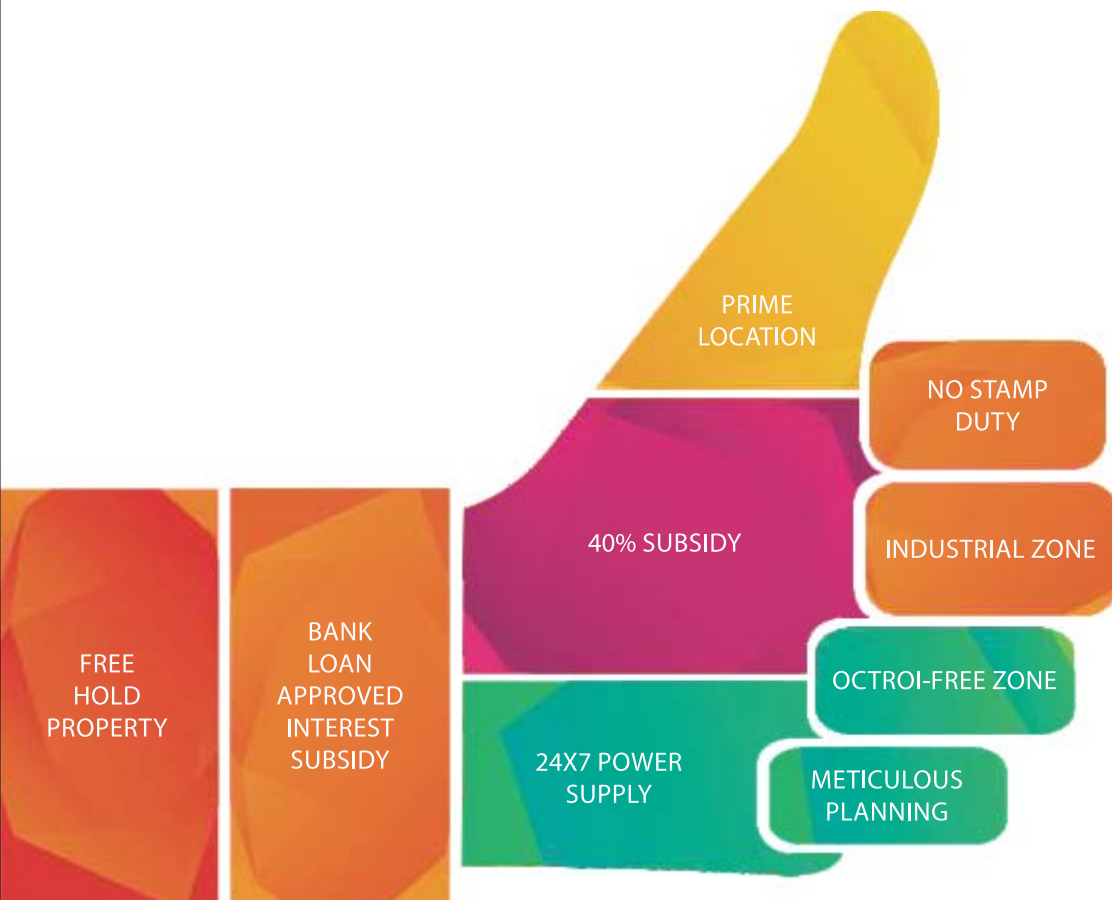 PRIME
LOCATION
NO STAMP
DUTY
40% SUBSIDY
INDUSTRIAL ZONE
FREE
HOLD
PROPERTY
BANK
LOAN
APPROVED
INTEREST
SUBSIDY
OCTROI-FREE ZONE
24X7 POWER
SUPPLY
METICULOUS
PLANNING